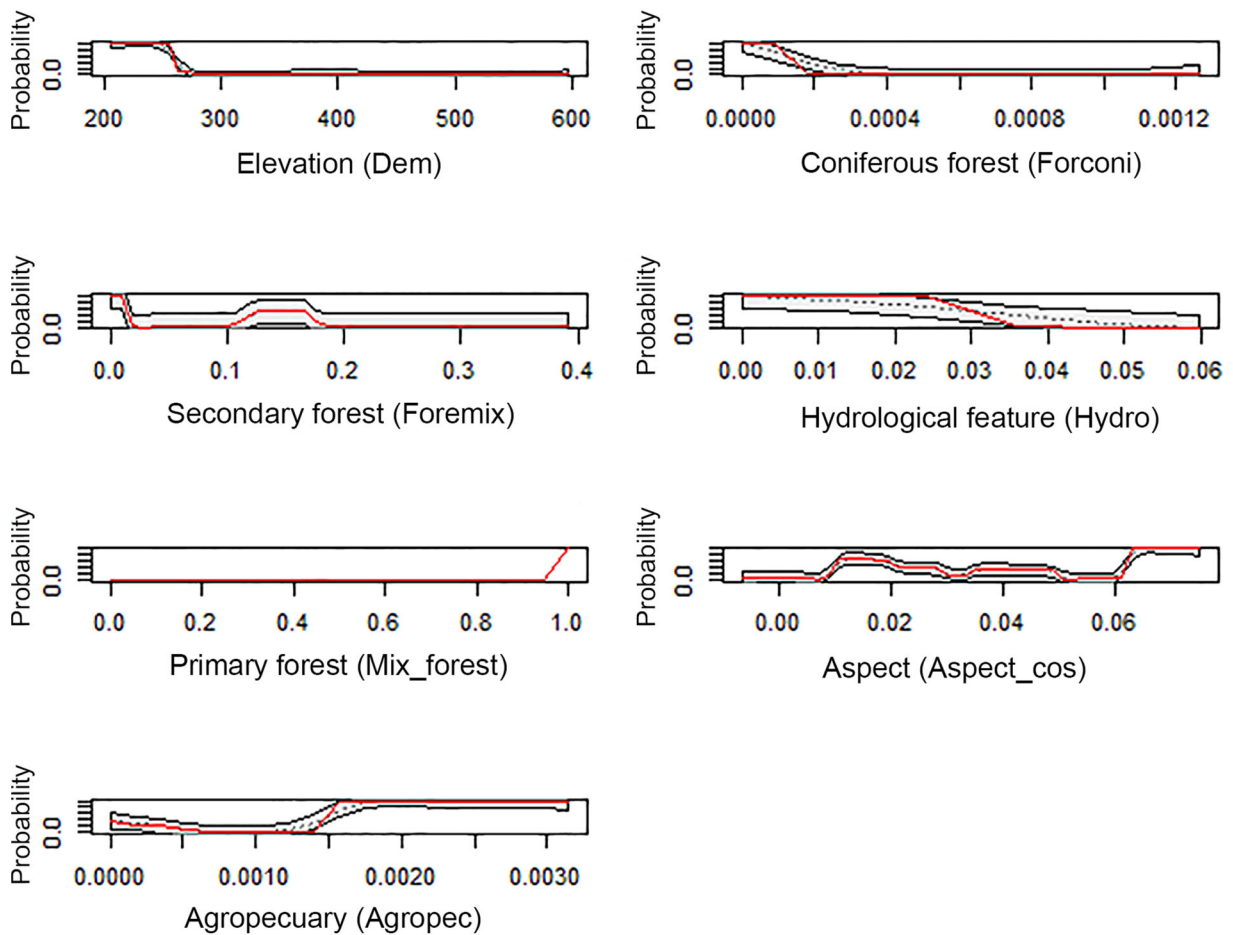 Probability
0.0
200 300 400 500 600
Elevation (Dem)
Probability
0.0
0.0000 0.0004 0.0008 0.0012
Coniferous forest (Forconi)
Probability
0.0
0.0 0.1 0.2 0.3 0.4
Secondary forest (Foremix)
Probability
0.0
0.00 0.01 0.02 0.03 0.04 0.05 0.06
Hydrological feature (Hydro)
Probability
0.0
0.0 0.2 0.4 0.6 0.8 1.0
Primary forest (Mix_forest)
Probability
0.0
0.00 0.02 0.04 0.06
Aspect (Aspect_cos)
Probability
0.0
0.0000 0.0010 0.0020 0.0030
Agropecuary (Agropec)